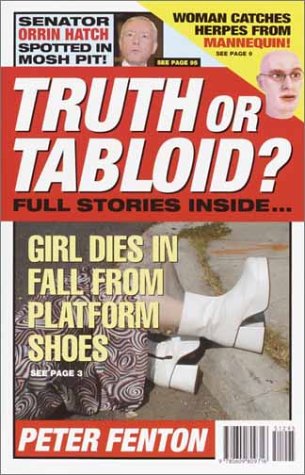 SENATOR
ORRIN HATCH
SPOTTED IN
MOSH PIT!
SEE PAGE 95
WOMAN CATCHES
HERPES FROM
MANNEQUIN!
SEE PAGE 9
TRUTH OR
TABLOID?
FULL STORIES INSIDE...
GIRL DIES IN
FALL FROM
PLATFORM
SHOES
SEE PAGE 3
PETER FENTON